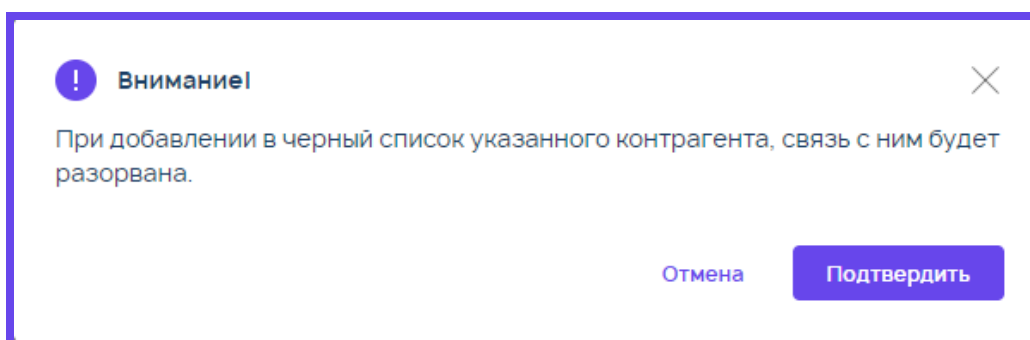 ! Внимание!
При добавлении в черный список указанного контрагента, связь с ним будет
разорвана.
Отмена Подтвердить